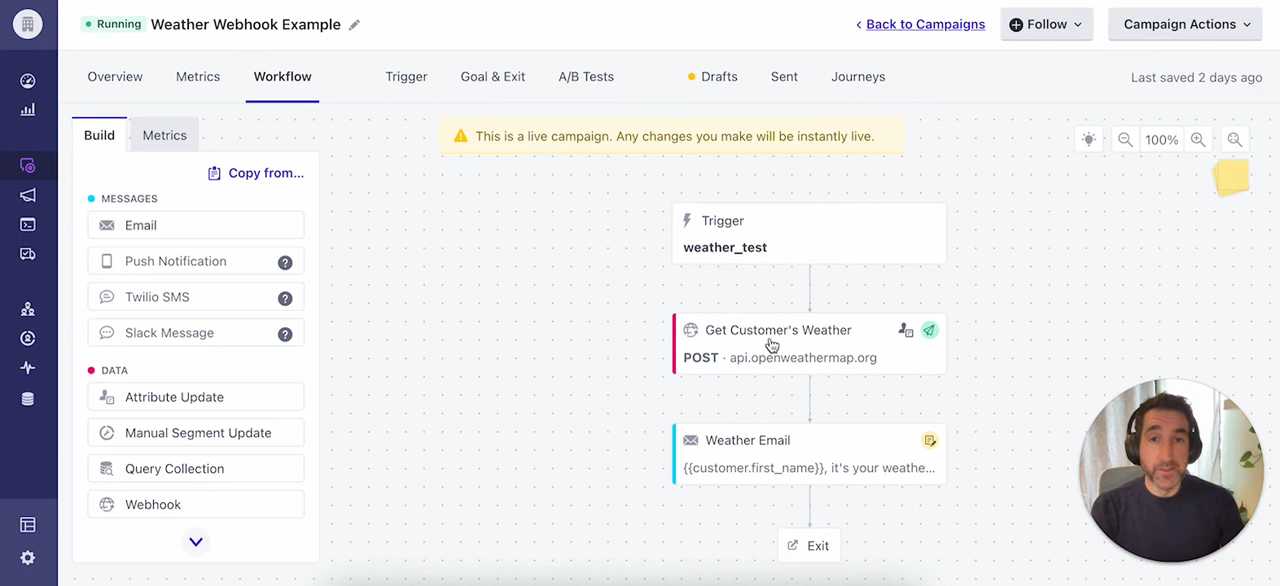 Running
Weather Webhook Example
Back to Campaigns
Follow
Campaign Actions
Overview
Metrics
Workflow
Trigger
Goal & Exit
A/B Tests
Drafts
Sent
Journeys
Last saved 2 days ago
Build
Metrics
This is a live campaign. Any changes you make will be instantly live.
100%
Copy from...
MESSAGES
Email
Push Notification
?
Twilio SMS
?
Slack Message
?
DATA
Attribute Update
Manual Segment Update
Query Collection
Webhook
Trigger
weather_test
Get Customer's Weather
POST · api.openweathermap.org
Weather Email
{{customer.first_name}}, it's your weathe...
Exit